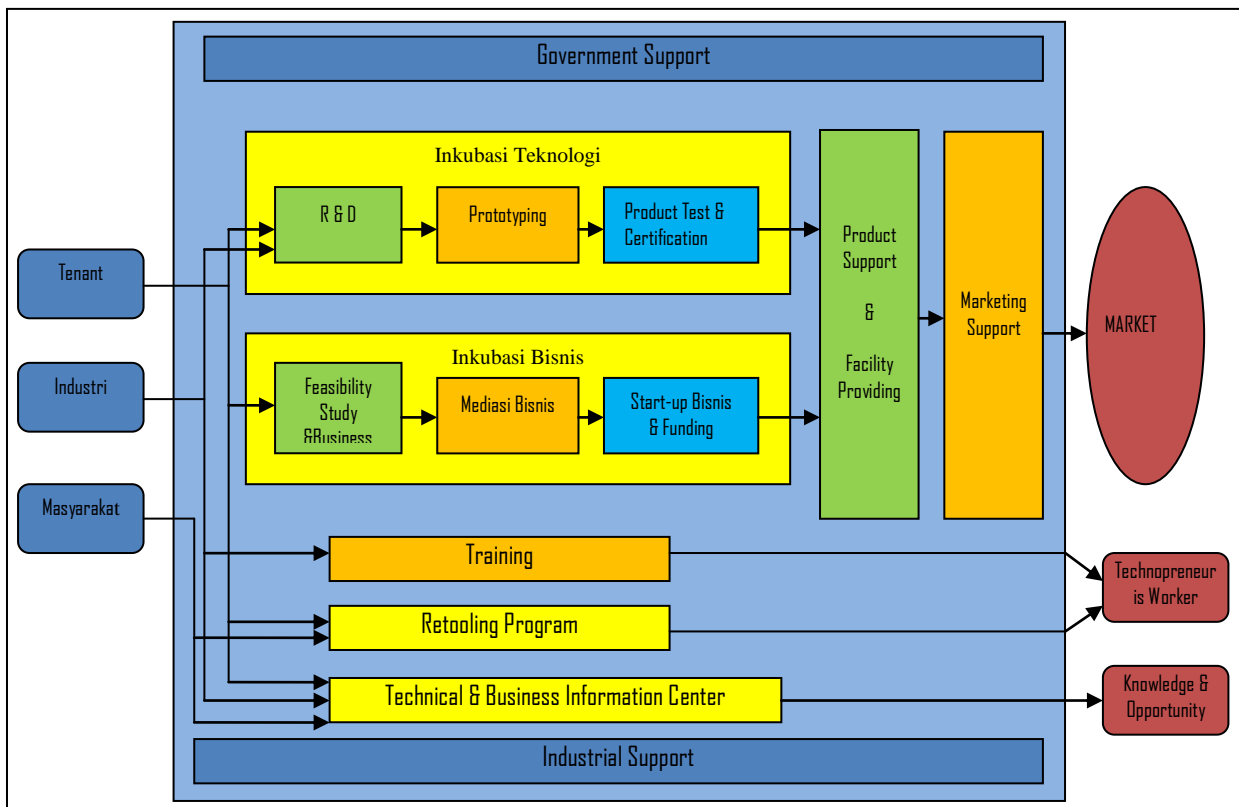 Government Support
Inkubasi Teknologi
R & D
Prototyping
Product Test &
Certification
Inkubasi Bisnis
Feasibility
Study
&Business
Mediasi Bisnis
Start-up Bisnis
& Funding
Product
Support
&
Facility
Providing
Marketing
Support
MARKET
Tenant
Industri
Masyarakat
Training
Technopreneur
is Worker
Retooling Program
Technical & Business Information Center
Knowledge &
Opportunity
Industrial Support